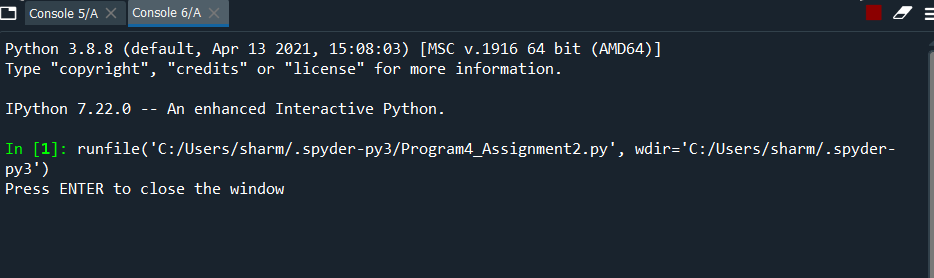 Console 5/A Console 6/A
Python 3.8.8 (default, Apr 13 2021, 15:08:03) [MSC v.1916 64 bit (AMD64)]
Type "copyright", "credits" or "license" for more information.
IPython 7.22.0 -- An enhanced Interactive Python.
In [1]: runfile('C:/Users/sharm/.spyder-py3/Program4_Assignment2.py', wdir='C:/Users/sharm/.spyder-
py3')
Press ENTER to close the window